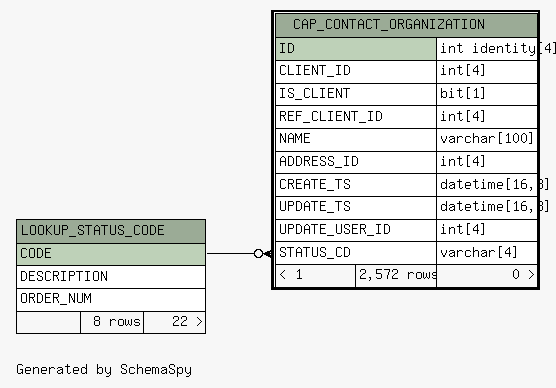 CAP_CONTACT_ORGANIZATION
ID int identity[4]
CLIENT_ID int[4]
IS_CLIENT bit[1]
REF_CLIENT_ID int[4]
NAME varchar[100]
ADDRESS_ID int[4]
CREATE_TS datetime[16,3]
UPDATE_TS datetime[16,3]
UPDATE_USER_ID int[4]
STATUS_CD varchar[4]
< 1 2,572 rows 0 >
LOOKUP_STATUS_CODE
CODE
DESCRIPTION
ORDER_NUM
8 rows 22 >
Generated by SchemaSpy